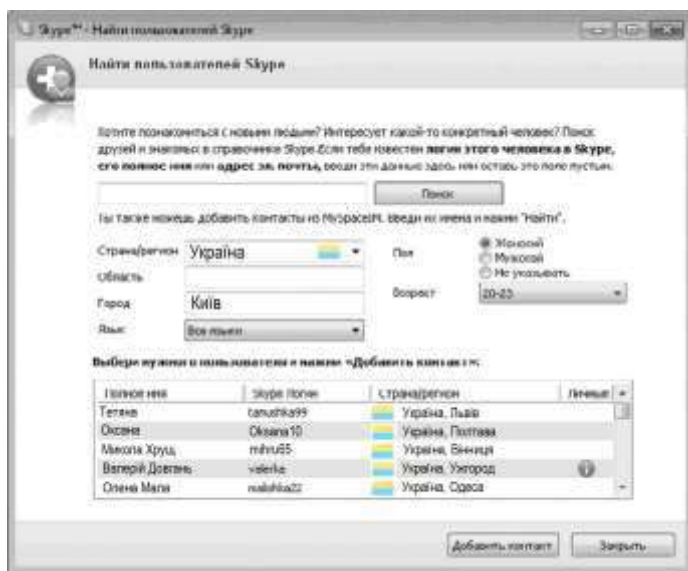 Skype™ - Найти пользователей Skype
Найти пользователей Skype
Хотите познакомиться с новыми людьми? Интересует какой-то конкретный человек? Поиск
друзей и знакомых в справочнике Skype.Если тебе известен логин этого человека в Skype,
его полное имя или адрес эл. почты, введи эти данные здесь или оставь это поле пустым.
Поиск
Ты также можешь добавить контакты из MySpaceIM. Введи их имена и нажми "Найти".
Страна/регион Україна Пол Женский
Мужской
Область Не указывать
Город Київ Возраст 20-25
Язык Все языки
Выбери нужного пользователя и нажми «Добавить контакт»:
Полное имя Skype Логин Страна/регион Личные
Тетяна tanushka99 Україна, Львів
Оксана Oksana10 Україна, Полтава
Микола Хрущ mihru65 Україна, Вінниця
Валерій Довгань valerka Україна, Ужгород
Олена Мала malishka22 Україна, Одеса
Добавить контакт Закрыть